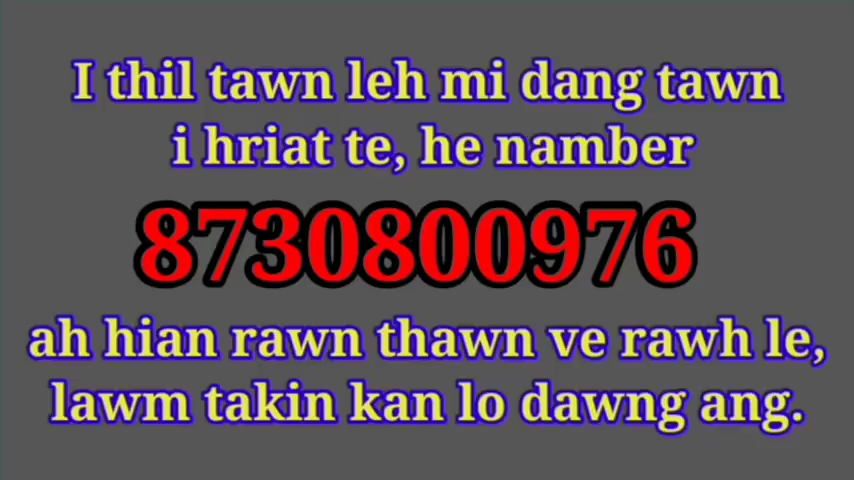 I thil tawn leh mi dang tawn
i hriat te, he namber
8730800976
ah hian rawn thawn ve rawh le,
lawm takin kan lo dawng ang.